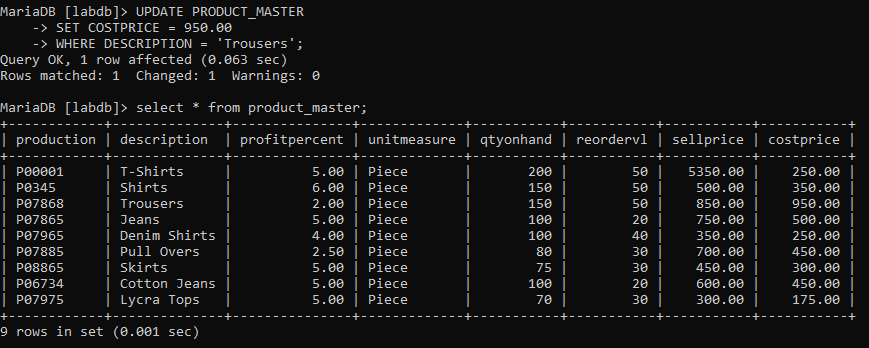 MariaDB [labdb]> UPDATE PRODUCT_MASTER
    -> SET COSTPRICE = 950.00
    -> WHERE DESCRIPTION = 'Trousers';
Query OK, 1 row affected (0.063 sec)
Rows matched: 1  Changed: 1  Warnings: 0

MariaDB [labdb]> select * from product_master;
+------------+--------------+---------------+-------------+-----------+-----------+-----------+-----------+
| production | description  | profitpercent | unitmeasure | qtyonhand | reordervl | sellprice | costprice |
+------------+--------------+---------------+-------------+-----------+-----------+-----------+-----------+
| P00001     | T-Shirts     |          5.00 | Piece       |       200 |        50 |   5350.00 |    250.00 |
| P0345      | Shirts       |          6.00 | Piece       |       150 |        50 |    500.00 |    350.00 |
| P07868     | Trousers     |          2.00 | Piece       |       150 |        50 |    850.00 |    950.00 |
| P07865     | Jeans        |          5.00 | Piece       |       100 |        20 |    750.00 |    500.00 |
| P07965     | Denim Shirts |          4.00 | Piece       |       100 |        40 |    350.00 |    250.00 |
| P07885     | Pull Overs   |          2.50 | Piece       |        80 |        30 |    700.00 |    450.00 |
| P08865     | Skirts       |          5.00 | Piece       |        75 |        30 |    450.00 |    300.00 |
| P06734     | Cotton Jeans |          5.00 | Piece       |       100 |        20 |    600.00 |    450.00 |
| P07975     | Lycra Tops   |          5.00 | Piece       |        70 |        30 |    300.00 |    175.00 |
+------------+--------------+---------------+-------------+-----------+-----------+-----------+-----------+
9 rows in set (0.001 sec)